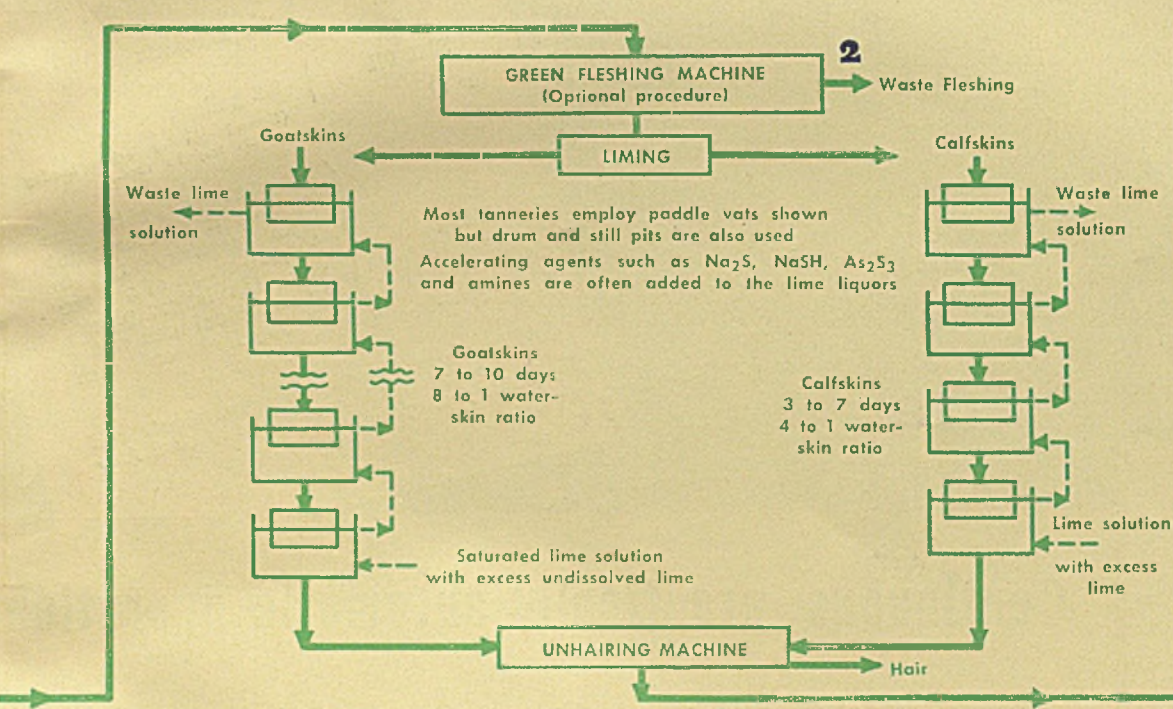 2
GREEN FLESHING MACHINE
(Optional procedure)
Waste Fleshing
LIMING
Goatskins
Calfskins
Waste lime
solution
Waste lime
solution
Most tanneries employ paddle vats shown
but drum and still pits are also used
Accelerating agents such as Na₂S, NaSH, As₂S₃
and amines are often added to the lime liquors
Goatskins
7 to 10 days
8 to 1 water-
skin ratio
Calfskins
3 to 7 days
4 to 1 water-
skin ratio
Saturated lime solution
with excess undissolved lime
Lime solution
with excess
lime
UNHAIRING MACHINE
Hair